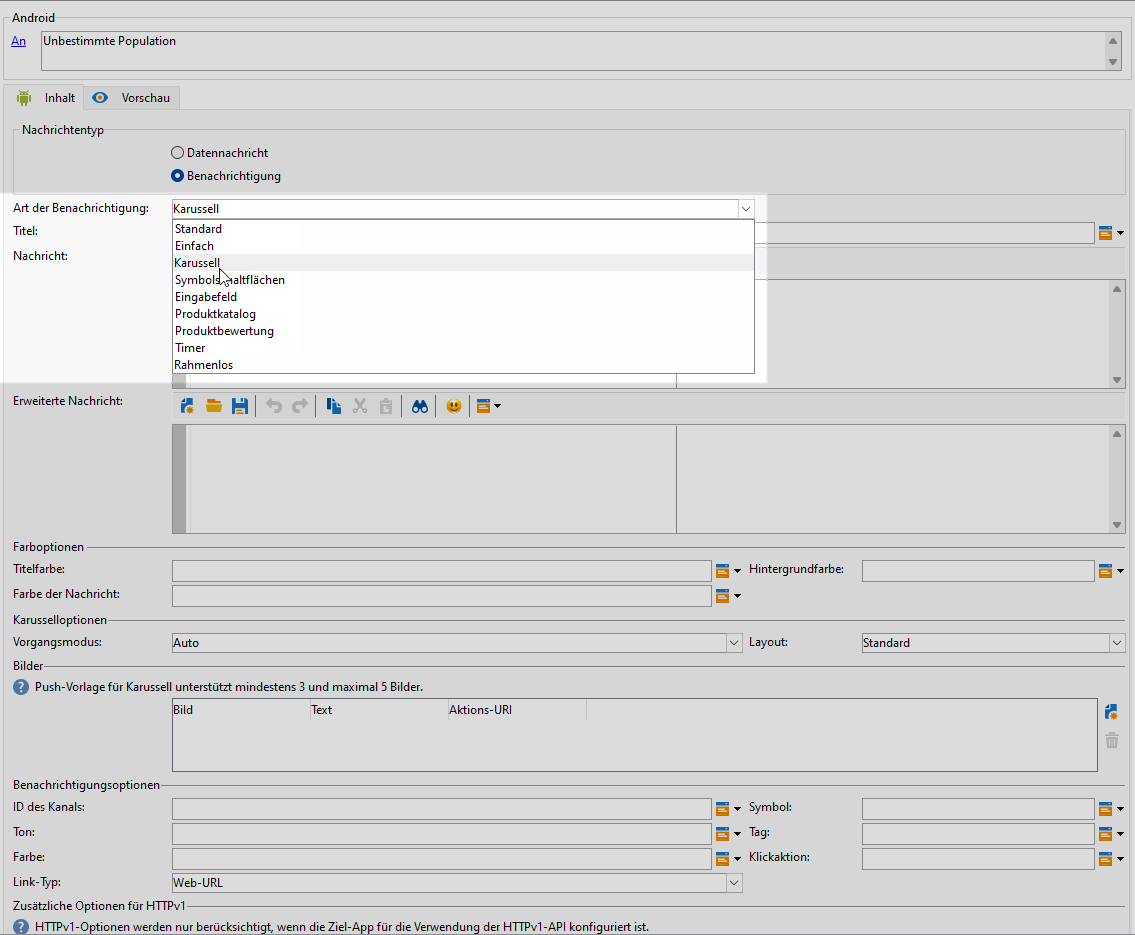 Android
An
Unbestimmte Population
Inhalt
Vorschau
Nachrichtentyp
Datennachricht
Benachrichtigung
Art der Benachrichtigung:
Karussell
Titel:
Nachricht:
Standard
Einfach
Karussell
Symbolschaltflächen
Eingabefeld
Produktkatalog
Produktbewertung
Timer
Rahmenlos
Erweiterte Nachricht:
Farboptionen
Titelfarbe:
Hintergrundfarbe:
Farbe der Nachricht:
Karusselloptionen
Vorgangsmodus:
Auto
Layout:
Standard
Bilder
? Push-Vorlage für Karussell unterstützt mindestens 3 und maximal 5 Bilder.
Bild
Text
Aktions-URI
Benachrichtigungsoptionen
ID des Kanals:
Symbol:
Ton:
Tag:
Farbe:
Klickaktion:
Link-Typ:
Web-URL
Zusätzliche Optionen für HTTPv1
? HTTPv1-Optionen werden nur berücksichtigt, wenn die Ziel-App für die Verwendung der HTTPv1-API konfiguriert ist.